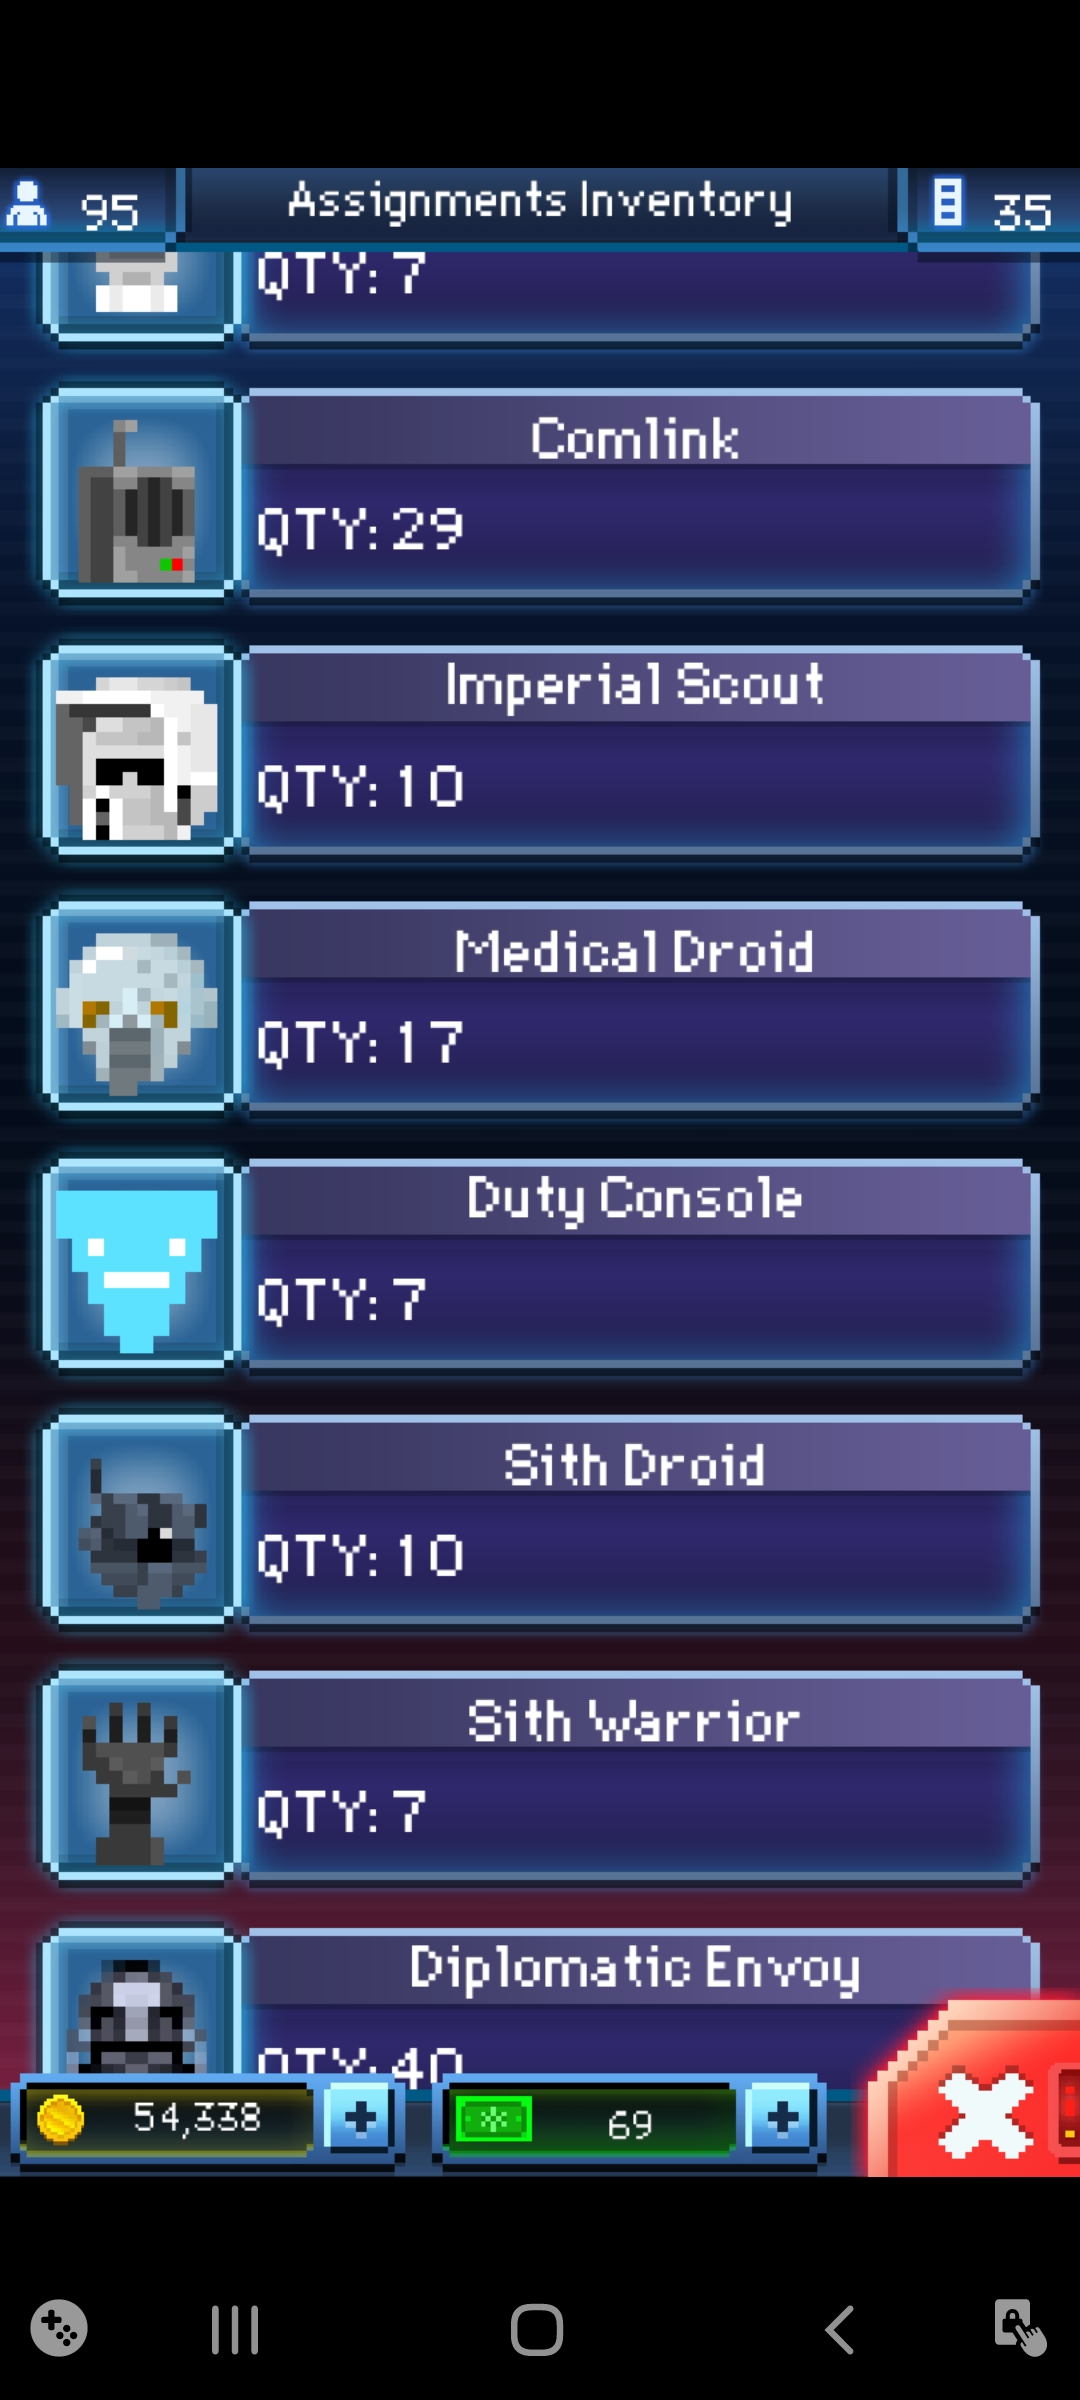 95
Assignments Inventory
35
QTY: 7
Comlink
QTY: 29
Imperial Scout
QTY: 10
Medical Droid
QTY: 17
Duty Console
QTY: 7
Sith Droid
QTY: 10
Sith Warrior
QTY: 7
Diplomatic Envoy
QTY: 40
54,338
69